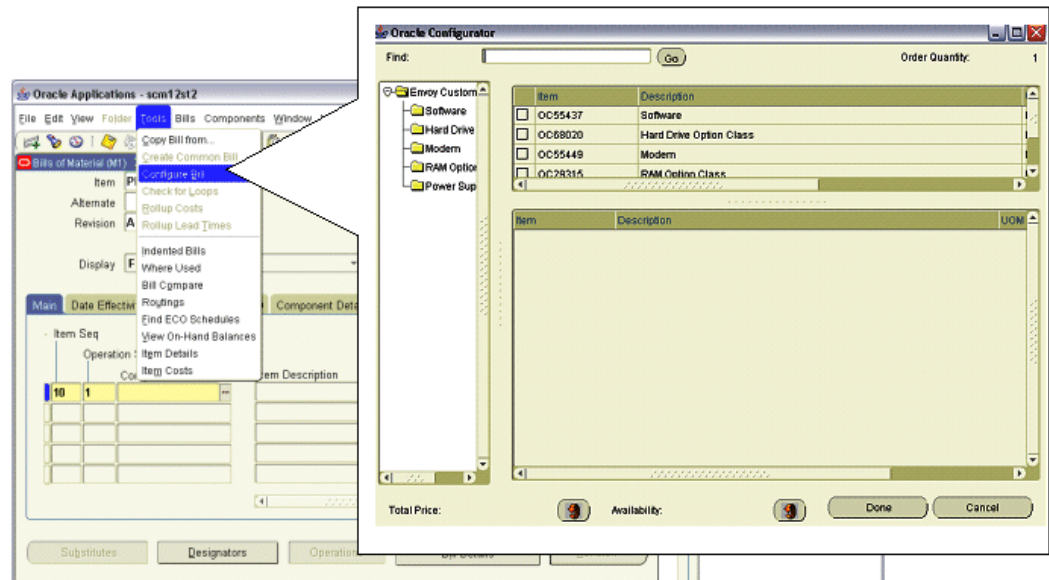 Oracle Configurator
Find:
Go
Order Quantity:
1
Envoy Custom
Software
Hard Drive
Modem
RAM Option
Power Sup
Item Description
OC55437 Software
OC68020 Hard Drive Option Class
OC55449 Modem
OC29315 RAM Option Class
Item Description UOM
Total Price:
Availability:
Done
Cancel
Oracle Applications - scm12st2
File Edit View Folder Tools Bills Components Window
Bills of Material (M1)
Item
Alternate
Revision A
Display F
Copy Bill from...
Create Common Bill
Configure Bill
Check for Loops
Rollup Costs
Rollup Lead Times
Indented Bills
Where Used
Bill Compare
Routings
Find ECO Schedules
View On-Hand Balances
Item Details
Item Costs
Main Date Effectiv Component Deta
Item Seq
Operation S
Co
tem Description
10 1
Substitutes
Designators
Operation